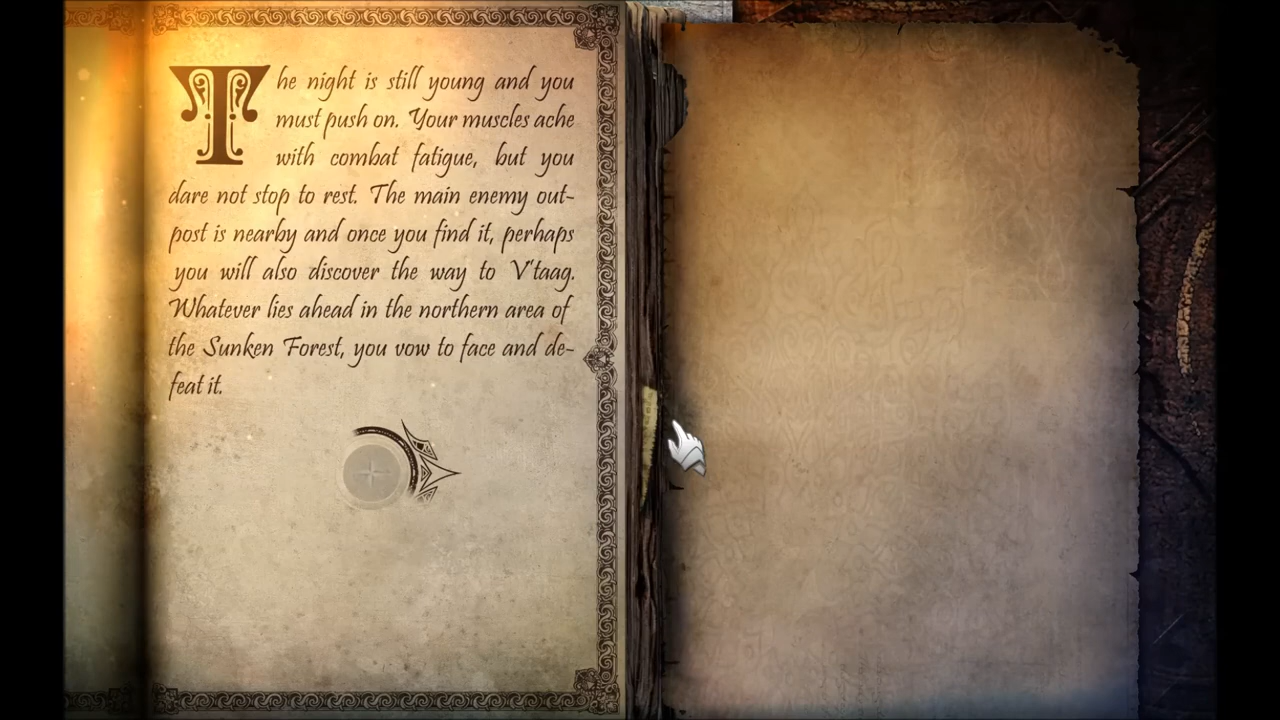 The night is still young and you
must push on. Your muscles ache
with combat fatigue, but you
dare not stop to rest. The main enemy out-
post is nearby and once you find it, perhaps
you will also discover the way to V'taag.
Whatever lies ahead in the northern area of
the Sunken Forest, you vow to face and de-
feat it.